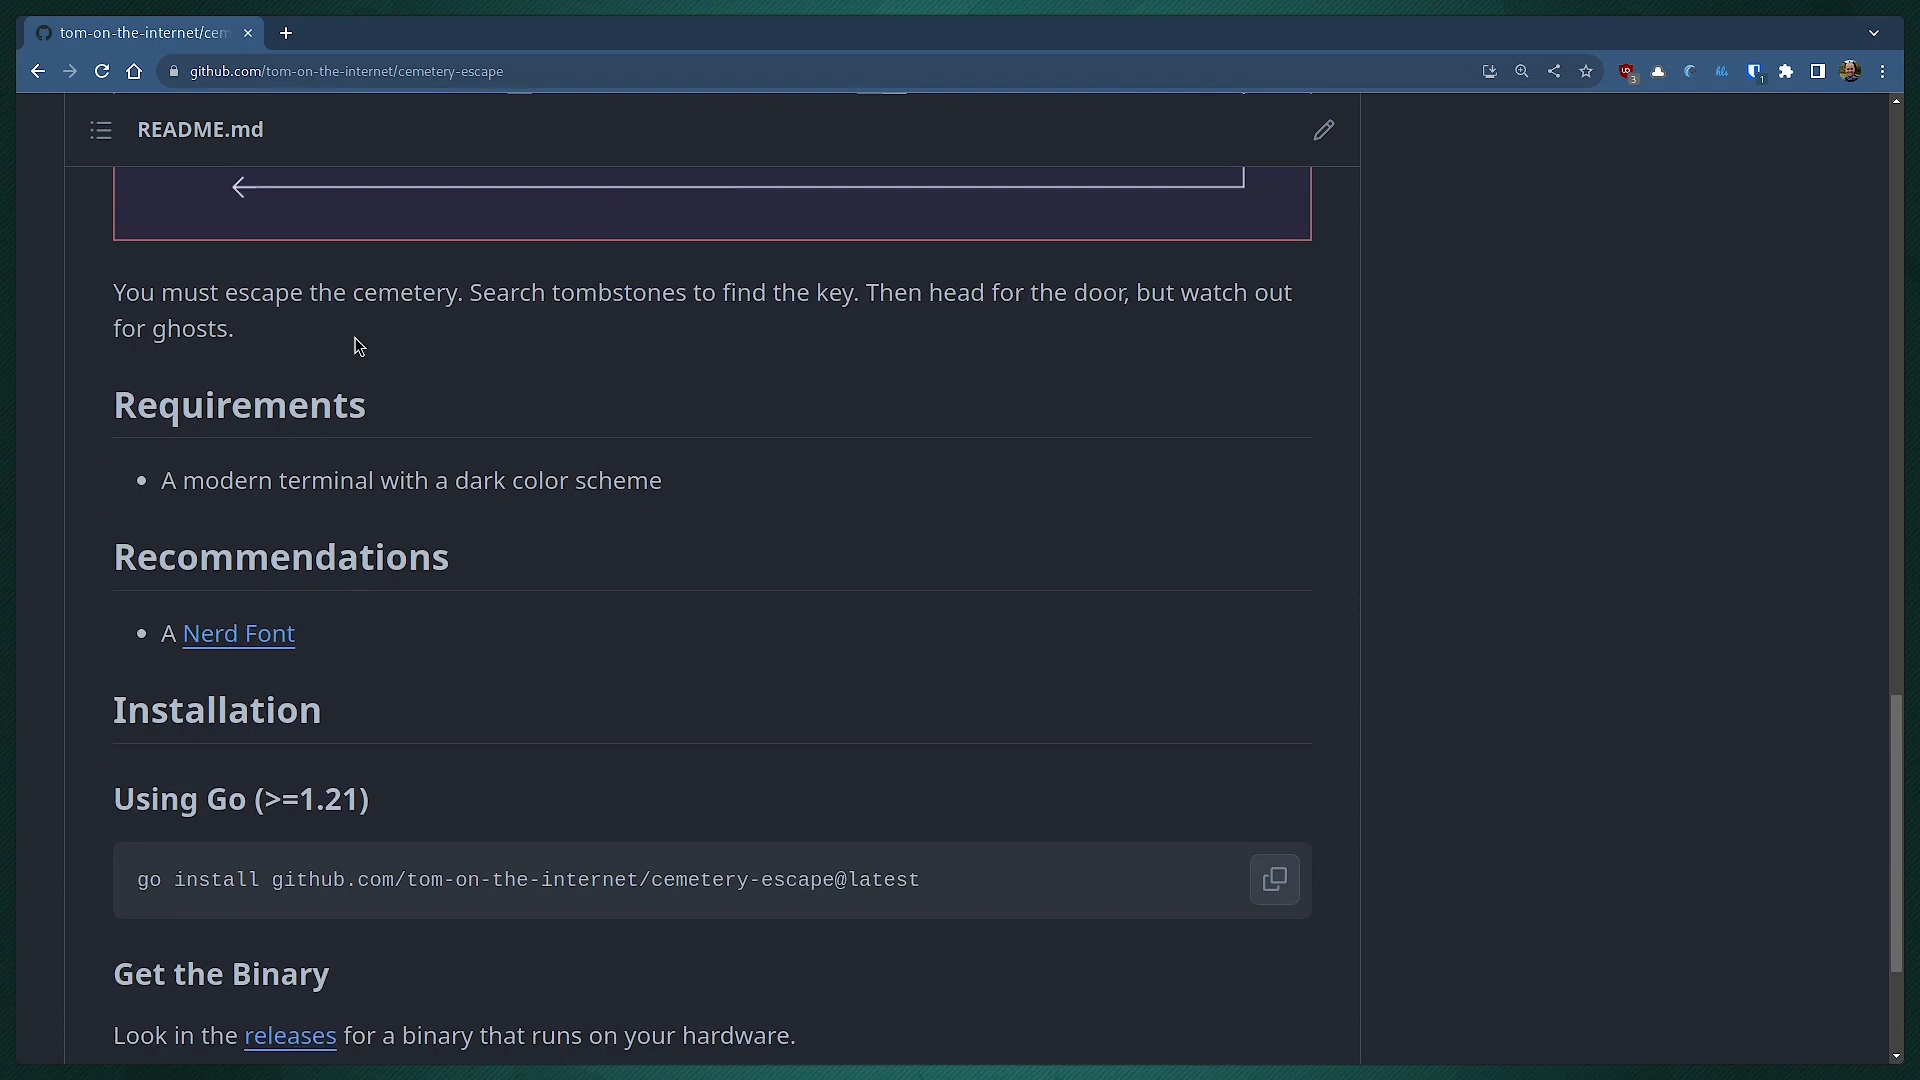 tom-on-the-internet/cem
github.com/tom-on-the-internet/cemetery-escape
3
hls
1
README.md
You must escape the cemetery. Search tombstones to find the key. Then head for the door, but watch out
for ghosts.
Requirements
A modern terminal with a dark color scheme
Recommendations
A Nerd Font
Installation
Using Go (>=1.21)
go install github.com/tom-on-the-internet/cemetery-escape@latest
Get the Binary
Look in the releases for a binary that runs on your hardware.